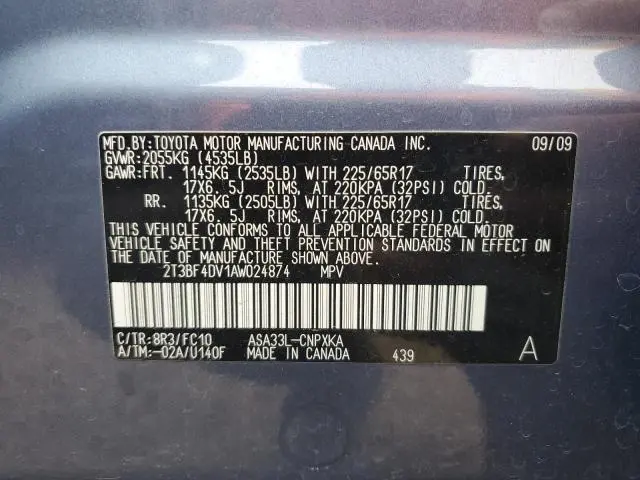 MFD.BY:TOYOTA MOTOR MANUFACTURING CANADA INC. 09/09
GVWR:2055KG (4535LB)
GAWR:FRT. 1145KG (2535LB) WITH 225/65R17 TIRES,
17X6. 5J RIMS, AT 220KPA (32PSI) COLD.
RR. 1135KG (2505LB) WITH 225/65R17 TIRES,
17X6. 5J RIMS, AT 220KPA (32PSI) COLD.
THIS VEHICLE CONFORMS TO ALL APPLICABLE FEDERAL MOTOR
VEHICLE SAFETY AND THEFT PREVENTION STANDARDS IN EFFECT ON
THE DATE OF MANUFACTURE SHOWN ABOVE.
2T3BF4DV1AW024874 MPV
C/TR:8R3/FC10 ASA33L-CNPXKA
A/TM:-02A/U140F MADE IN CANADA 439 A